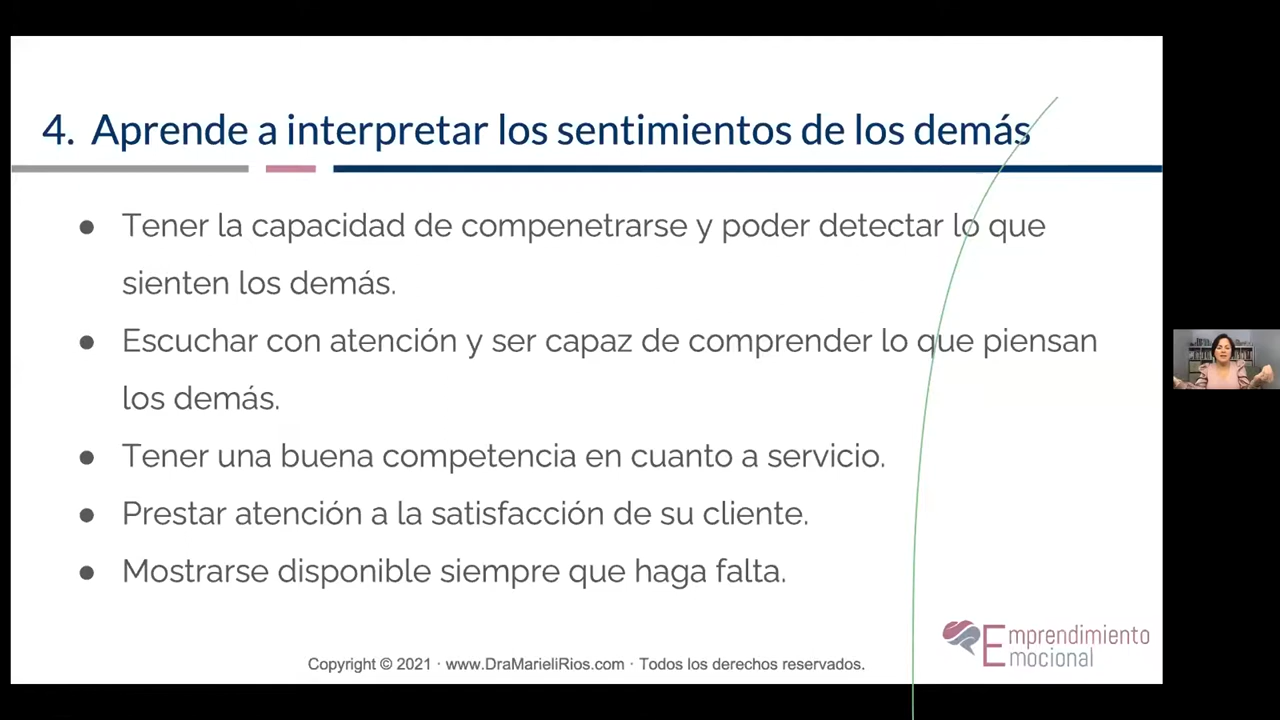 4. Aprende a interpretar los sentimientos de los demás
● Tener la capacidad de compenetrarse y poder detectar lo que
sienten los demás.
● Escuchar con atención y ser capaz de comprender lo que piensan
los demás.
● Tener una buena competencia en cuanto a servicio.
● Prestar atención a la satisfacción de su cliente.
● Mostrarse disponible siempre que haga falta.
Copyright © 2021 · www.DraMarieliRios.com · Todos los derechos reservados.
Emprendimiento
Emocional